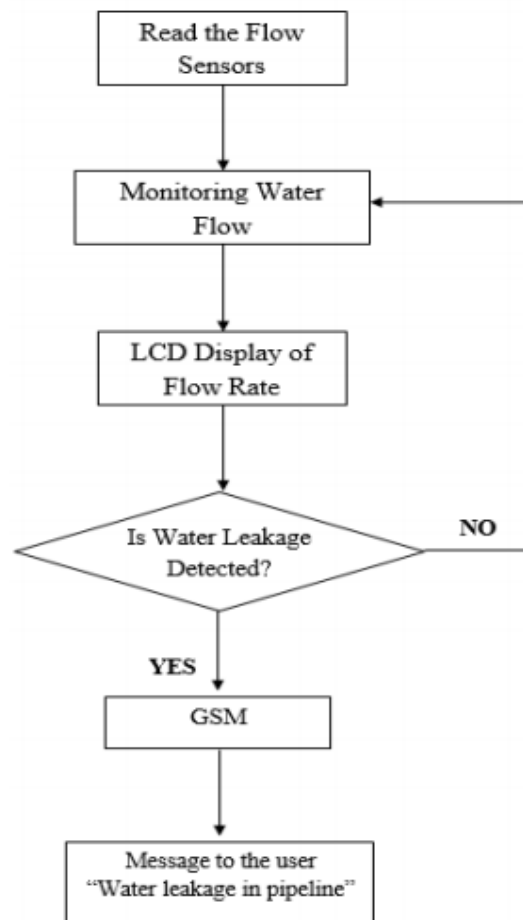 Read the Flow
Sensors
Monitoring Water
Flow
LCD Display of
Flow Rate
Is Water Leakage
Detected?
NO
YES
GSM
Message to the user
“Water leakage in pipeline”